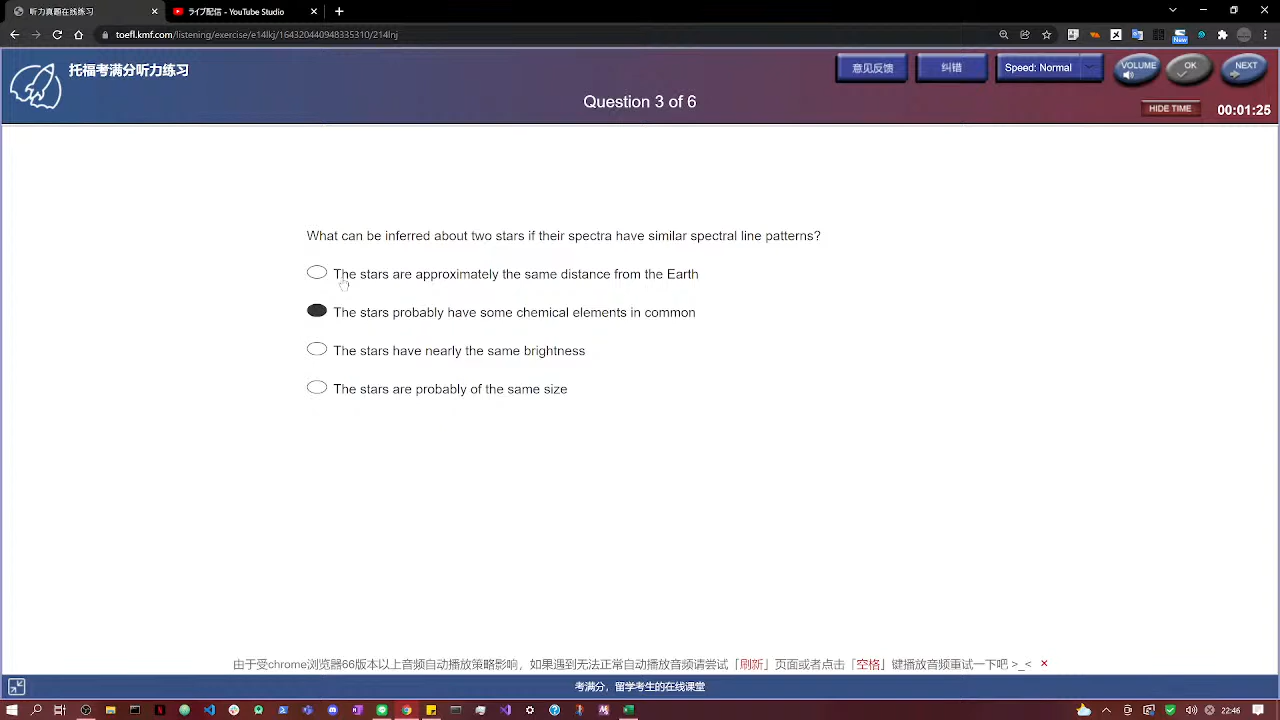 听力真题在线练习
ライブ配信 - YouTube Studio
toefl.kmf.com/listening/exercise/e14llg/16432044094833531​0/214lnj
New
托福考满分听力练习
意见反馈
纠错
Speed: Normal
VOLUME
OK
NEXT
Question 3 of 6
HIDE TIME
00:01:25
What can be inferred about two stars if their spectra have similar spectral line patterns?
The stars are approximately the same distance from the Earth
The stars probably have some chemical elements in common
The stars have nearly the same brightness
The stars are probably of the same size
由于受chrome浏览器66版本以上音频自动播放策略影响，如果遇到无法正常自动播放音频请尝试「刷新」页面或者点击「空格」键播放音频重试一下吧 >_<
考满分，留学考生的在线课堂
22:46